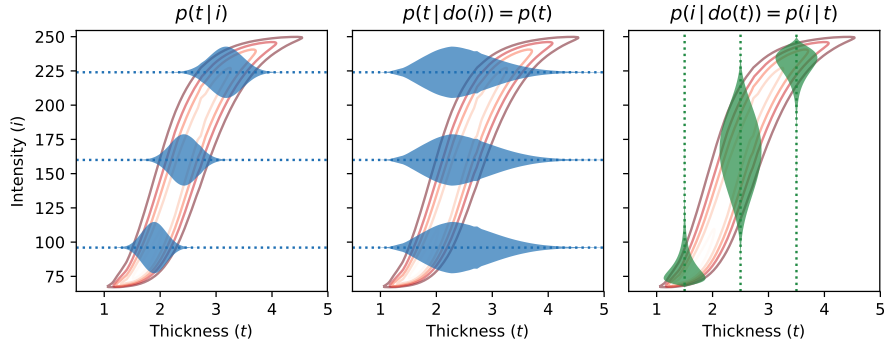 p(t | i)
p(t | do(i)) = p(t)
p(i | do(t)) = p(i | t)
Intensity (i)
250
225
200
175
150
125
100
75
1 2 3 4 5
1 2 3 4 5
1 2 3 4 5
Thickness (t)
Thickness (t)
Thickness (t)